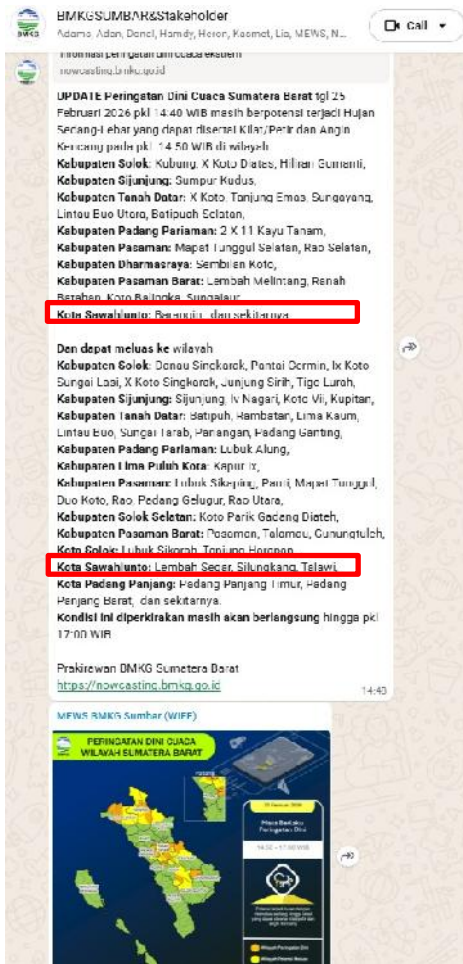 BMKGSUMBAR&Stakeholder
Adams, Adan, Donal, Hamdy, Heron, Kasmet, Lia, MEWS, N...
Call
BMKG
Informasi peringatan dini cuaca ekstrem
nowcasting.bmkg.go.id
UPDATE Peringatan Dini Cuaca Sumatera Barat tgl 25
Februari 2026 pkl 14:40 WIB masih berpotensi terjadi Hujan
Sedang-Lebat yang dapat disertai Kilat/Petir dan Angin
Kencang pada pkl 14:50 WIB di wilayah
Kabupaten Solok: Kubung, X Koto Diatas, Hiliran Gumanti,
Kabupaten Sijunjung: Sumpur Kudus,
Kabupaten Tanah Datar: X Koto, Tanjung Emas, Sungayang,
Lintau Buo Utara, Batipuah Selatan,
Kabupaten Padang Pariaman: 2 X 11 Kayu Tanam,
Kabupaten Pasaman: Mapat Tunggul Selatan, Rao Selatan,
Kabupaten Dharmasraya: Sembilan Koto,
Kabupaten Pasaman Barat: Lembah Melintang, Ranah
Batahan, Koto Balingka, Sungaiaur,
Kota Sawahlunto: Barangin, dan sekitarnya.
Dan dapat meluas ke wilayah
Kabupaten Solok: Danau Singkarak, Pantai Cermin, Ix Koto
Sungai Lasi, X Koto Singkarak, Junjung Sirih, Tigo Lurah,
Kabupaten Sijunjung: Sijunjung, Iv Nagari, Koto Vii, Kupitan,
Kabupaten Tanah Datar: Batipuh, Rambatan, Lima Kaum,
Lintau Buo, Sungai Tarab, Pariangan, Padang Ganting,
Kabupaten Padang Pariaman: Lubuk Alung,
Kabupaten Lima Puluh Kota: Kapur Ix,
Kabupaten Pasaman: Lubuk Sikaping, Panti, Mapat Tunggul,
Duo Koto, Rao, Padang Gelugur, Rao Utara,
Kabupaten Solok Selatan: Koto Parik Gadang Diateh,
Kabupaten Pasaman Barat: Pasaman, Talamau, Gunungtuleh,
Kota Solok: Lubuk Sikarah, Tanjung Harapan,
Kota Sawahlunto: Lembah Segar, Silungkang, Talawi,
Kota Padang Panjang: Padang Panjang Timur, Padang
Panjang Barat, dan sekitarnya.
Kondisi ini diperkirakan masih akan berlangsung hingga pkl
17:00 WIB
Prakirawan BMKG Sumatera Barat
https://nowcasting.bmkg.go.id
14:43
MEWS BMKG Sumbar (WIFF)
PERINGATAN DINI CUACA
WILAYAH SUMATERA BARAT
Masa Berlaku
Peringatan Dini